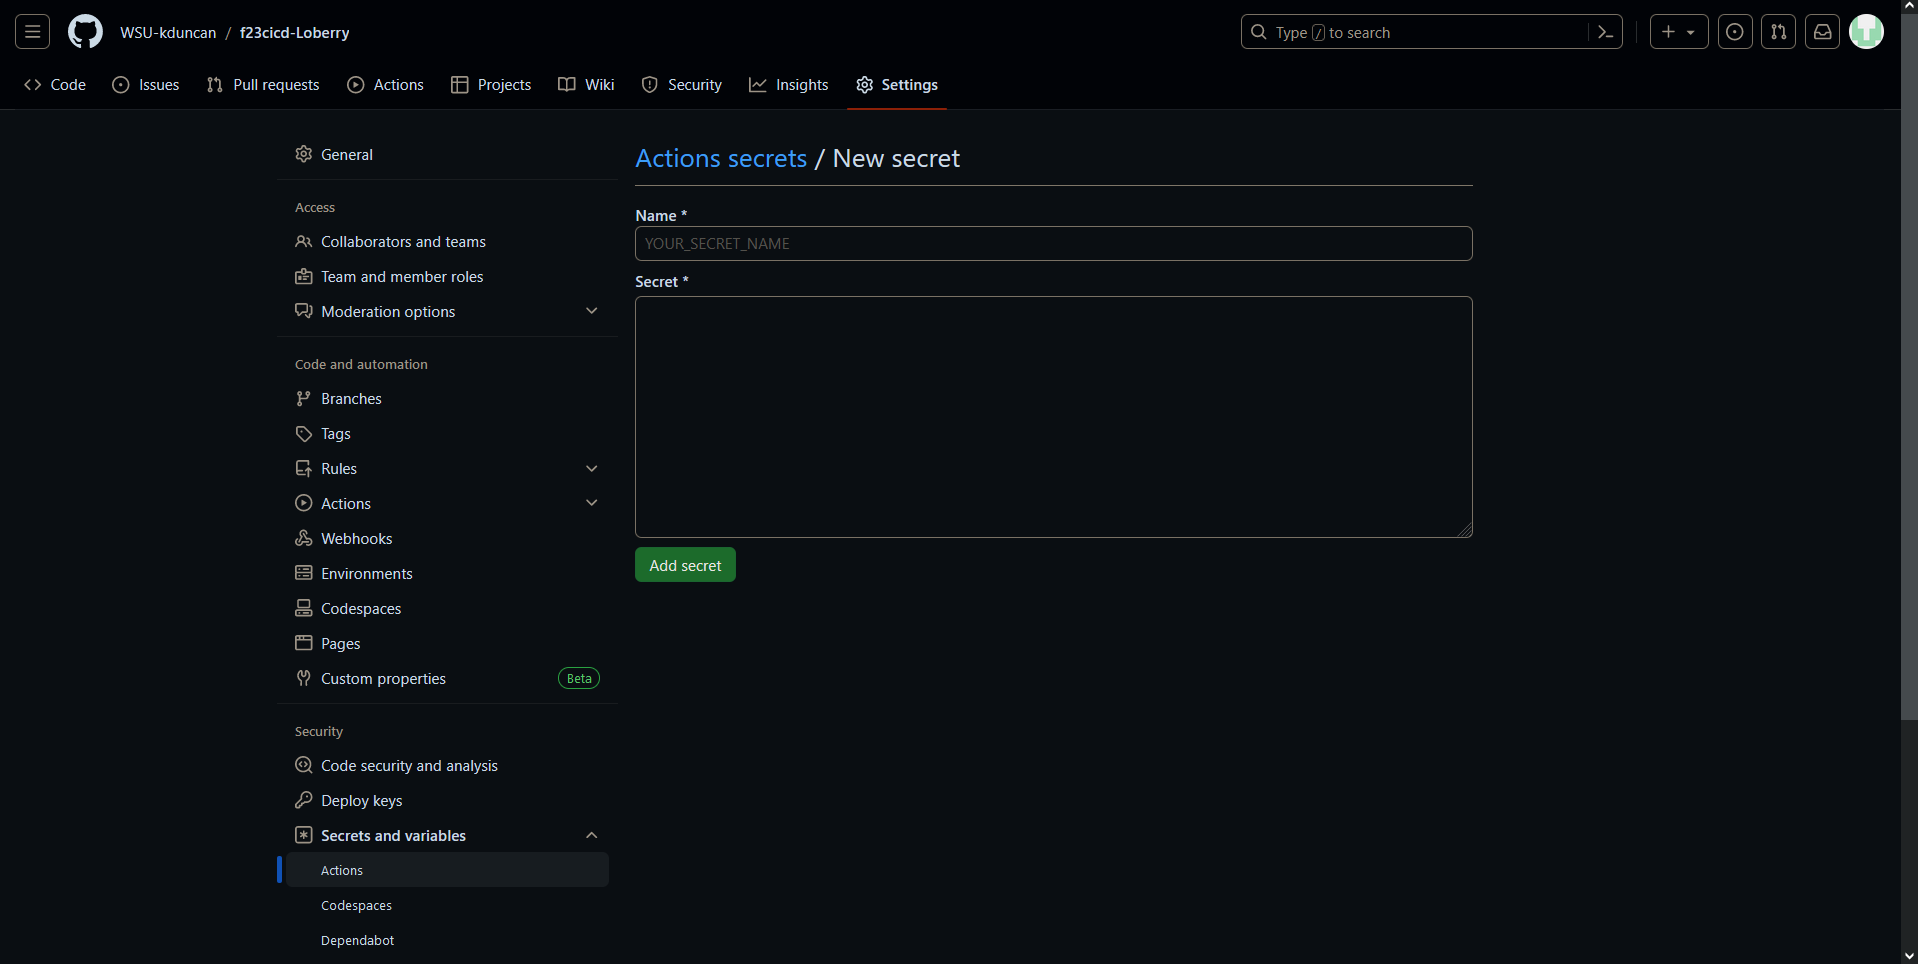 WSU-kduncan / f23cicd-Loberry
Type / to search
Code
Issues
Pull requests
Actions
Projects
Wiki
Security
Insights
Settings
General
Access
Collaborators and teams
Team and member roles
Moderation options
Code and automation
Branches
Tags
Rules
Actions
Webhooks
Environments
Codespaces
Pages
Custom properties
Beta
Security
Code security and analysis
Deploy keys
Secrets and variables
Actions
Codespaces
Dependabot
Actions secrets / New secret
Name *
YOUR_SECRET_NAME
Secret *
Add secret